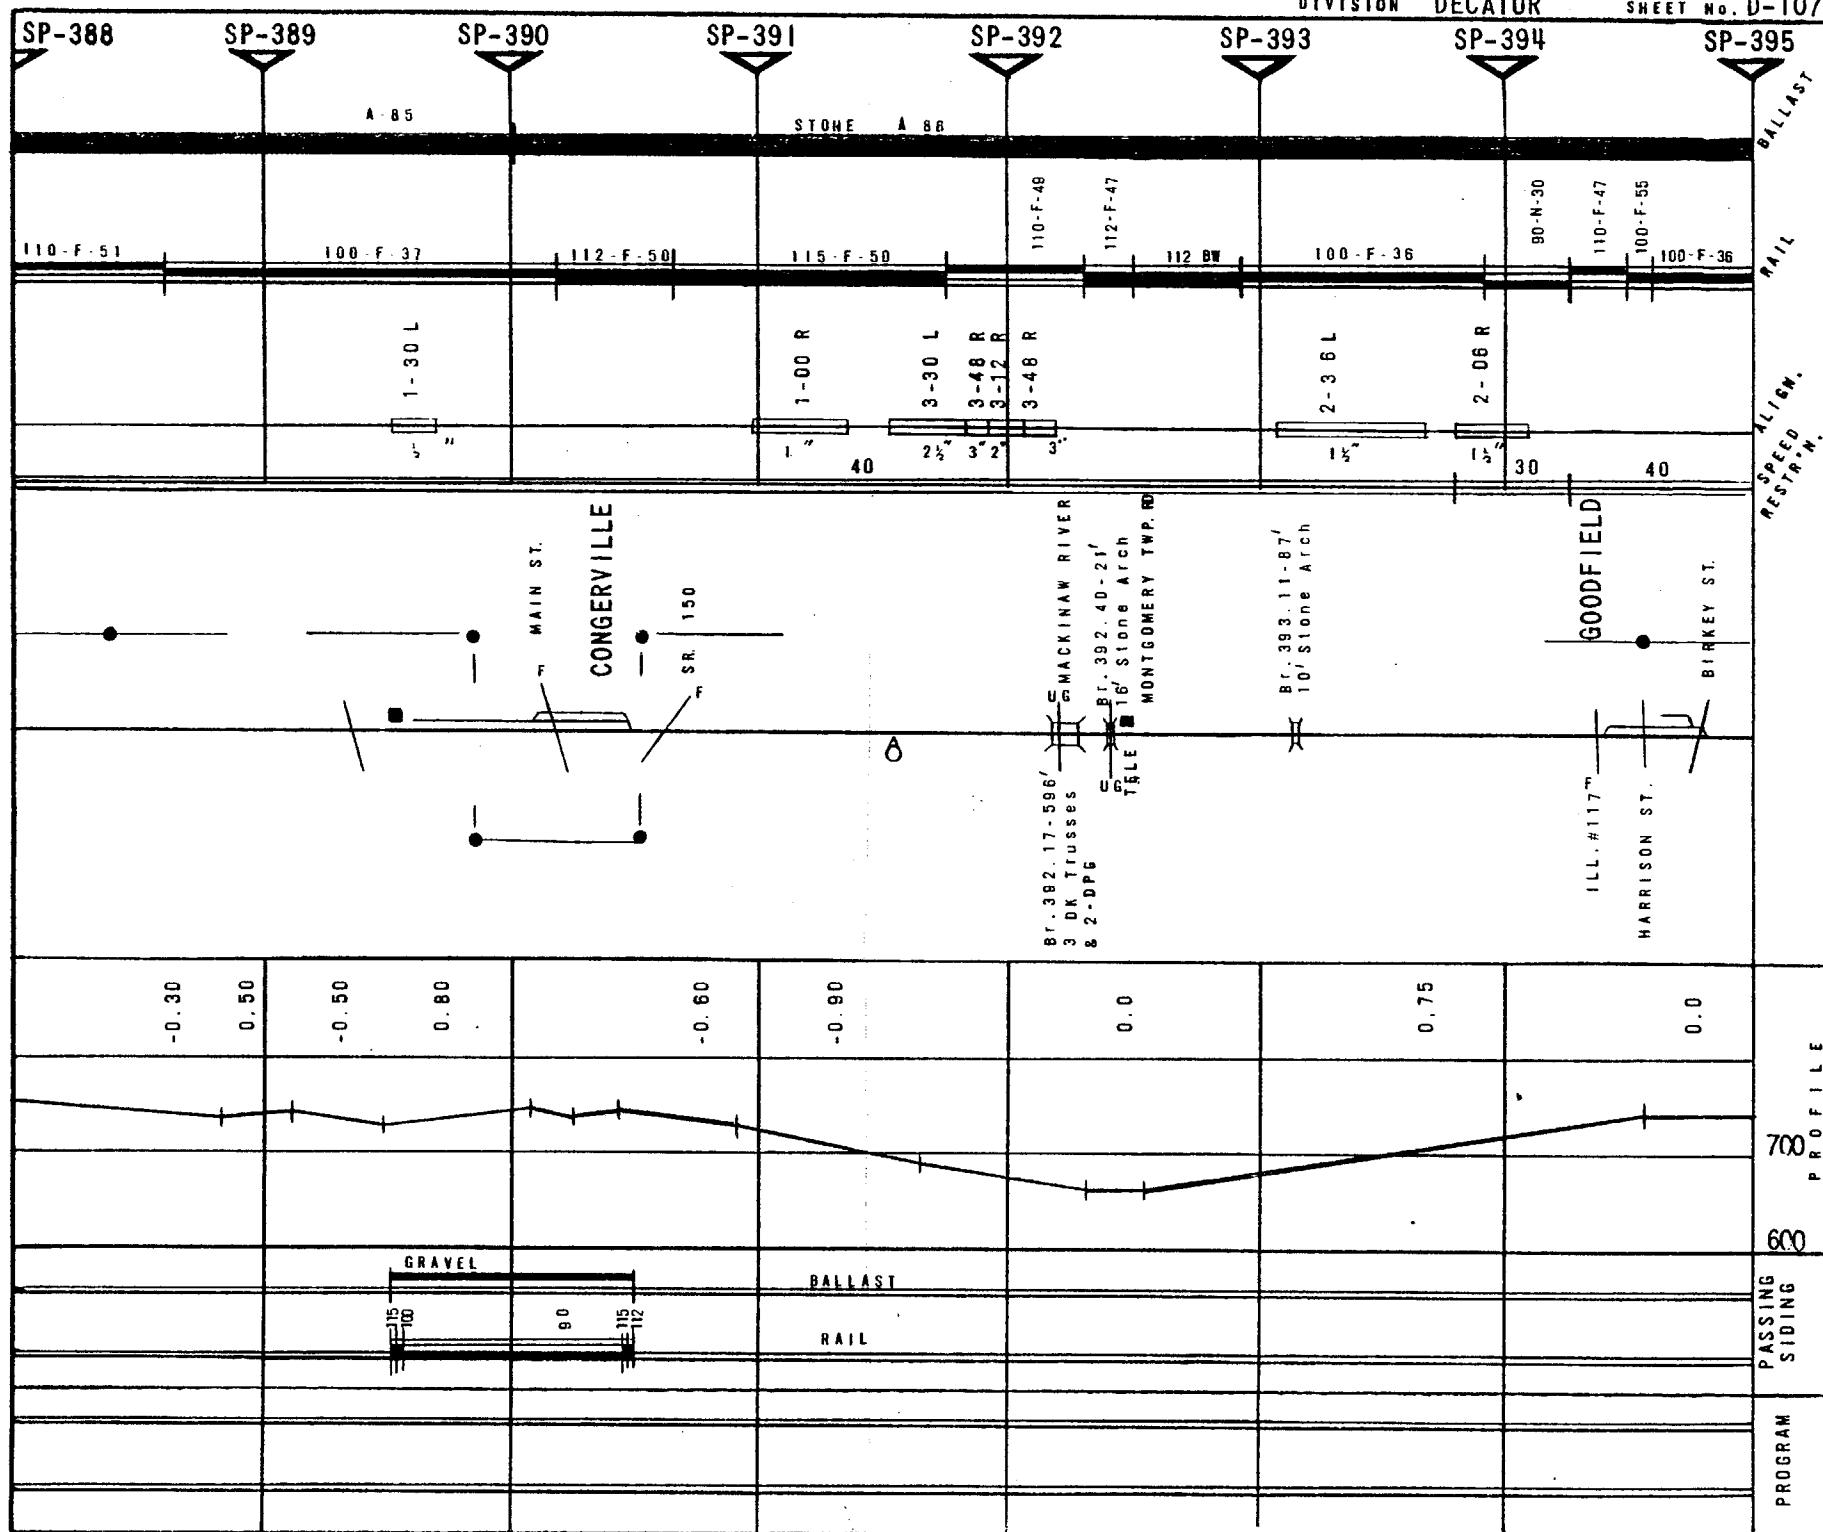 DIVISION DECATUR SHEET No. D-107
SP-388 SP-389 SP-390 SP-391 SP-392 SP-393 SP-394 SP-395
A-85
STONE A 88
BALLAST
110-F-51
100-F-37
112-F-50
115-F-50
110-F-49
112-F-47
112 BW
100-F-36
90-N-30
110-F-47
100-F-55
100-F-36
RAIL
1-30 L
1-00 R
3-30 L
3-48 R
3-12 R
3-48 R
2-36 L
2-06 R
ALIGN.
½"
1"
2½"
3"
2"
3"
1½"
1½"
40
30
40
SPEED
RESTR'N.
MAIN ST.
F
CONGERVILLE
SR. 150
F
UG
MACKINAW RIVER
Br. 392.40-21'
16' Stone Arch
MONTGOMERY TWP. RD
UG
TELE
Br. 392.17-596'
3 DK Trusses
& 2-DPG
Br. 393.11-87'
10' Stone Arch
GOODFIELD
BIRKEY ST.
ILL. #117 F
HARRISON ST.
-0.30
0.50
-0.50
0.80
-0.60
-0.90
0.0
0.75
0.0
PROFILE
700
600
GRAVEL
BALLAST
115
100
90
115
112
RAIL
PASSING
SIDING
PROGRAM